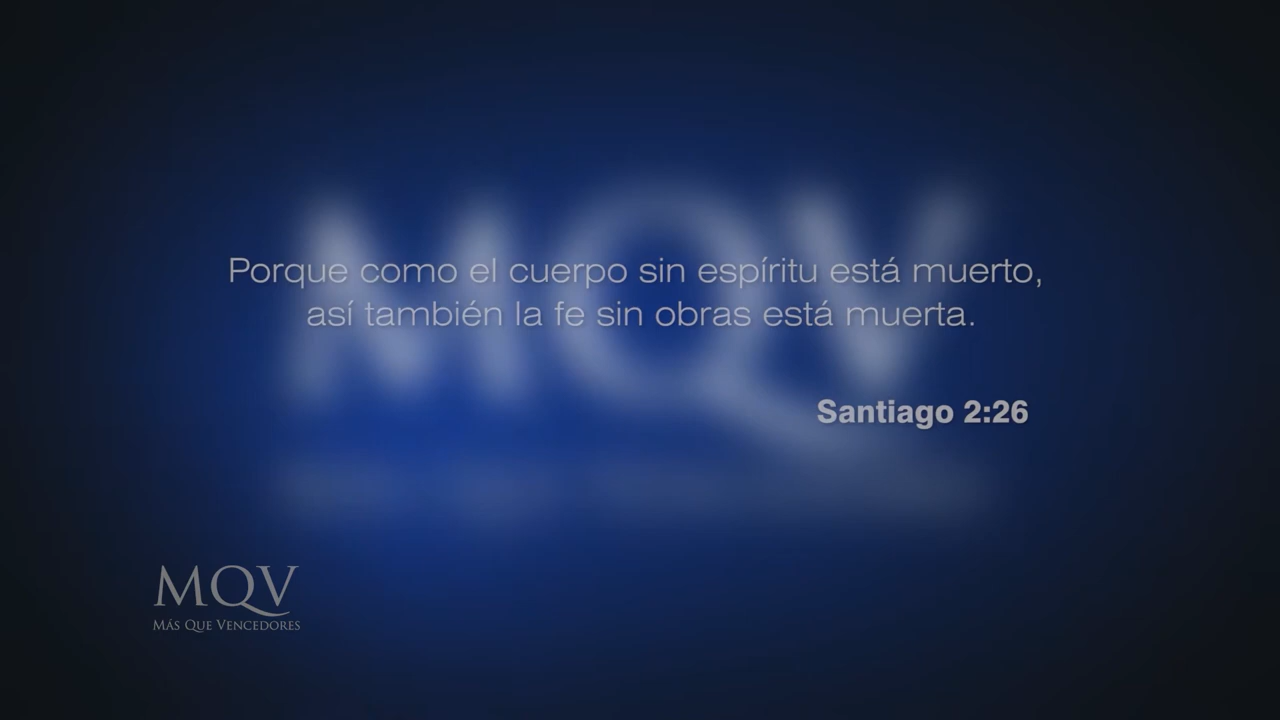 Porque como el cuerpo sin espíritu está muerto,
así también la fe sin obras está muerta.
Santiago 2:26
MQV
MQV
MÁS QUE VENCEDORES